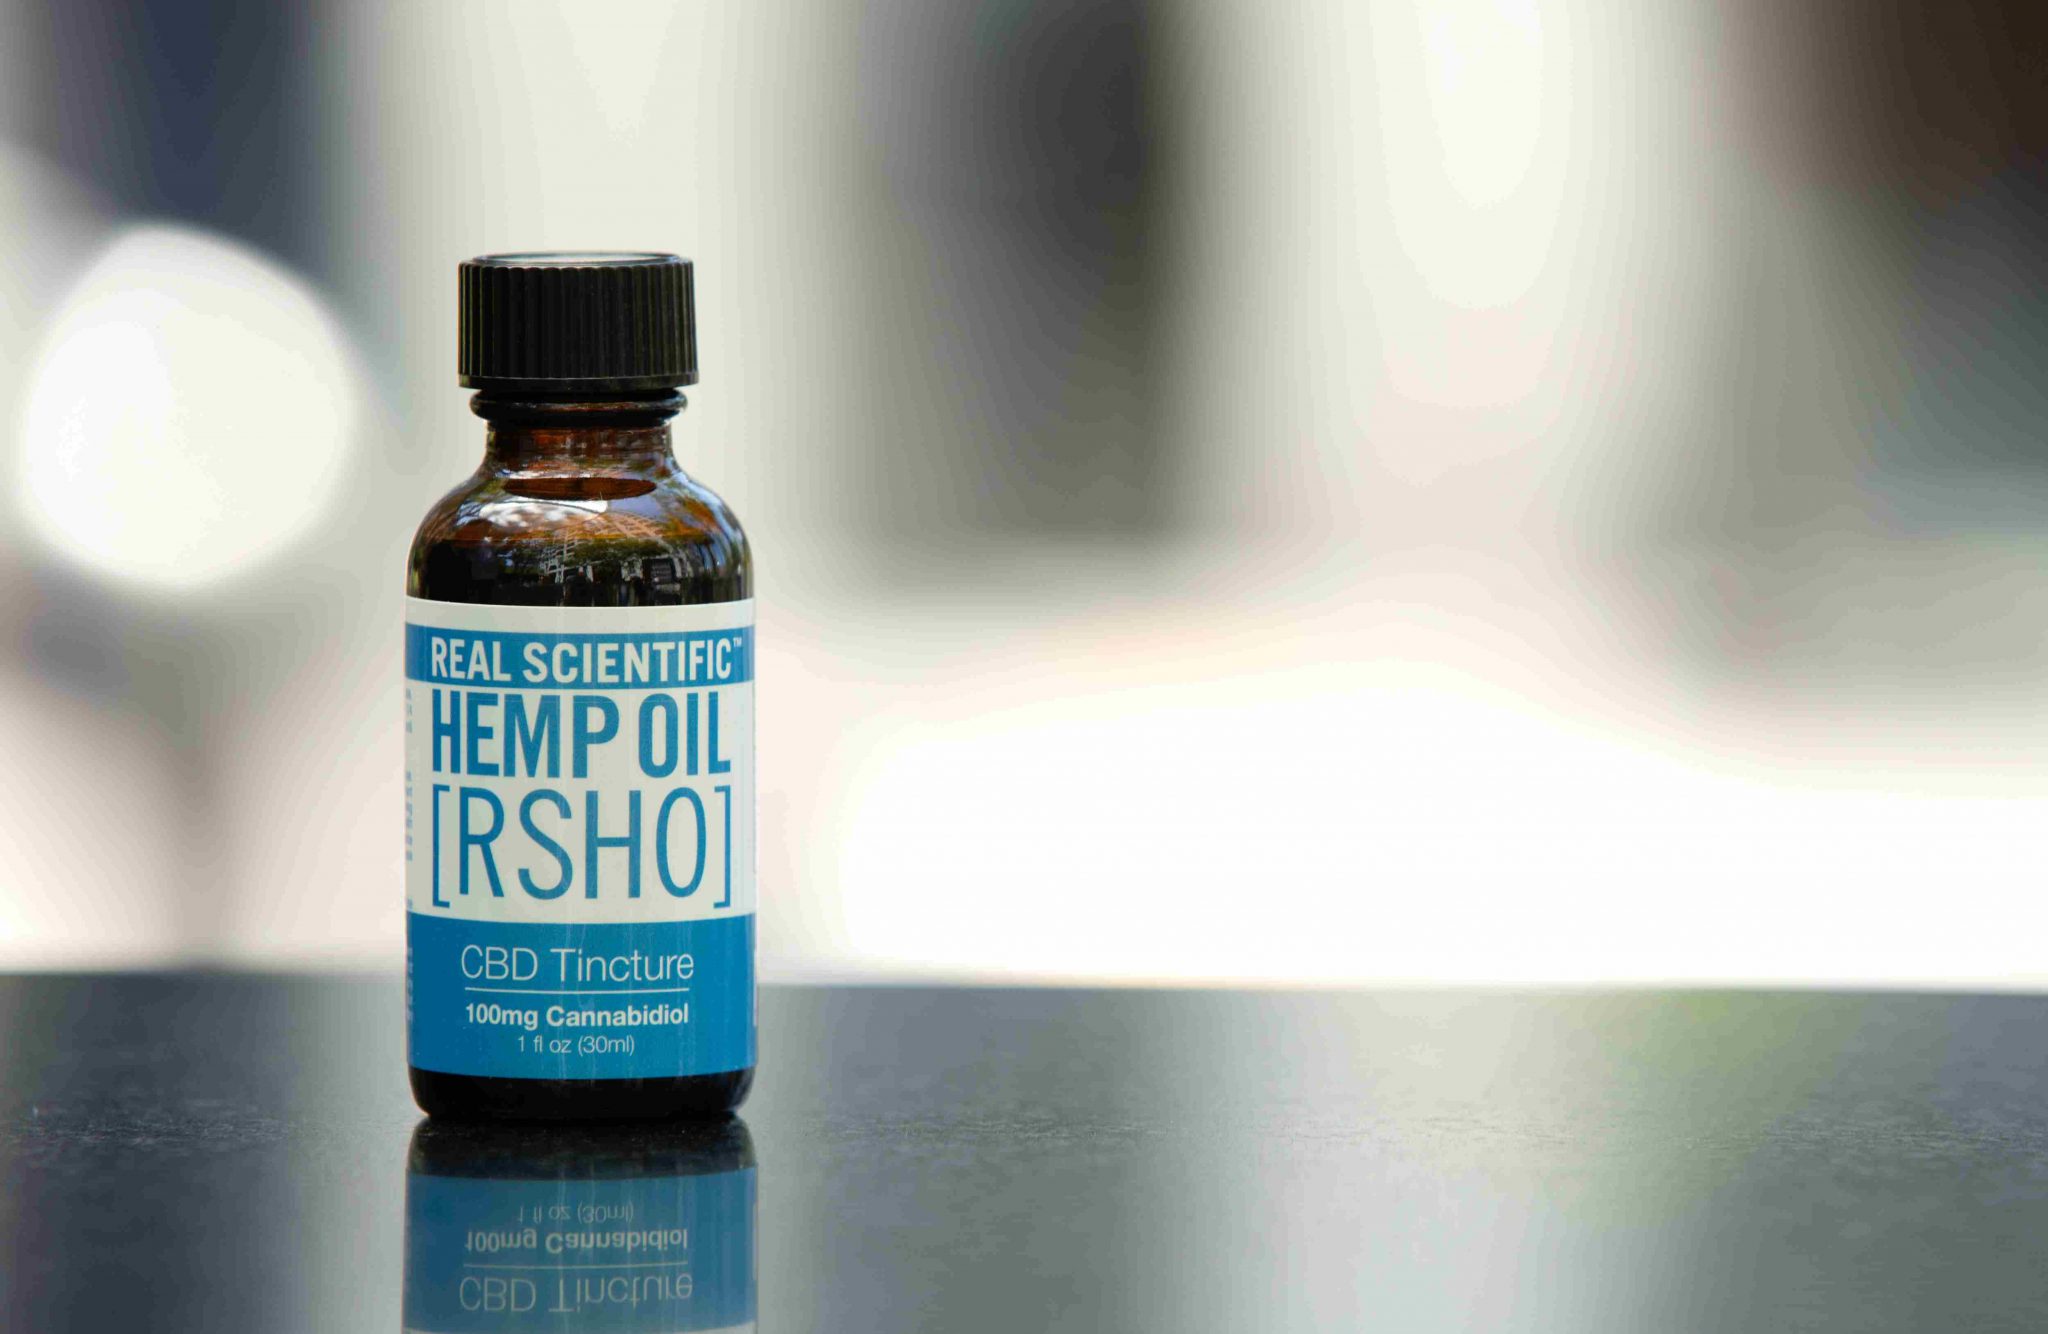 REAL SCIENTIFIC™
HEMP OIL
[RSHO]
CBD Tincture
100mg Cannabidiol
1 fl oz (30ml)